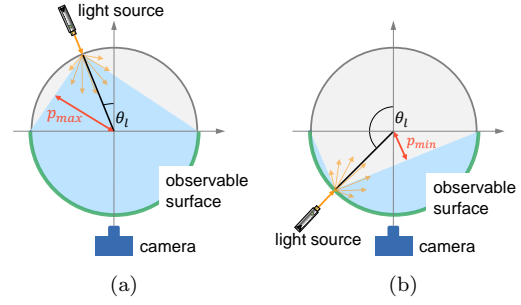 light source
θ_l
p_max
observable
surface
camera
(a)
θ_l
p_min
observable
surface
light source
camera
(b)